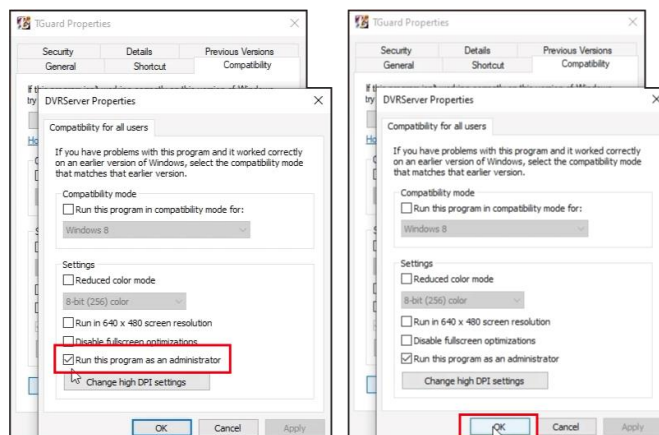 TGuard Properties
Security Details Previous Versions
General Shortcut Compatibility
try
DVRServer Properties
Compatibility for all users
If you have problems with this program and it worked correctly
on an earlier version of Windows, select the compatibility mode
that matches that earlier version.
Compatibility mode
Run this program in compatibility mode for:
Windows 8
Settings
Reduced color mode
8-bit (256) color
Run in 640 x 480 screen resolution
Disable fullscreen optimizations
Run this program as an administrator
Change high DPI settings
OK Cancel Apply
TGuard Properties
Security Details Previous Versions
General Shortcut Compatibility
try
DVRServer Properties
Compatibility for all users
If you have problems with this program and it worked correctly
on an earlier version of Windows, select the compatibility mode
that matches that earlier version.
Compatibility mode
Run this program in compatibility mode for:
Windows 8
Settings
Reduced color mode
8-bit (256) color
Run in 640 x 480 screen resolution
Disable fullscreen optimizations
Run this program as an administrator
Change high DPI settings
OK Cancel Apply